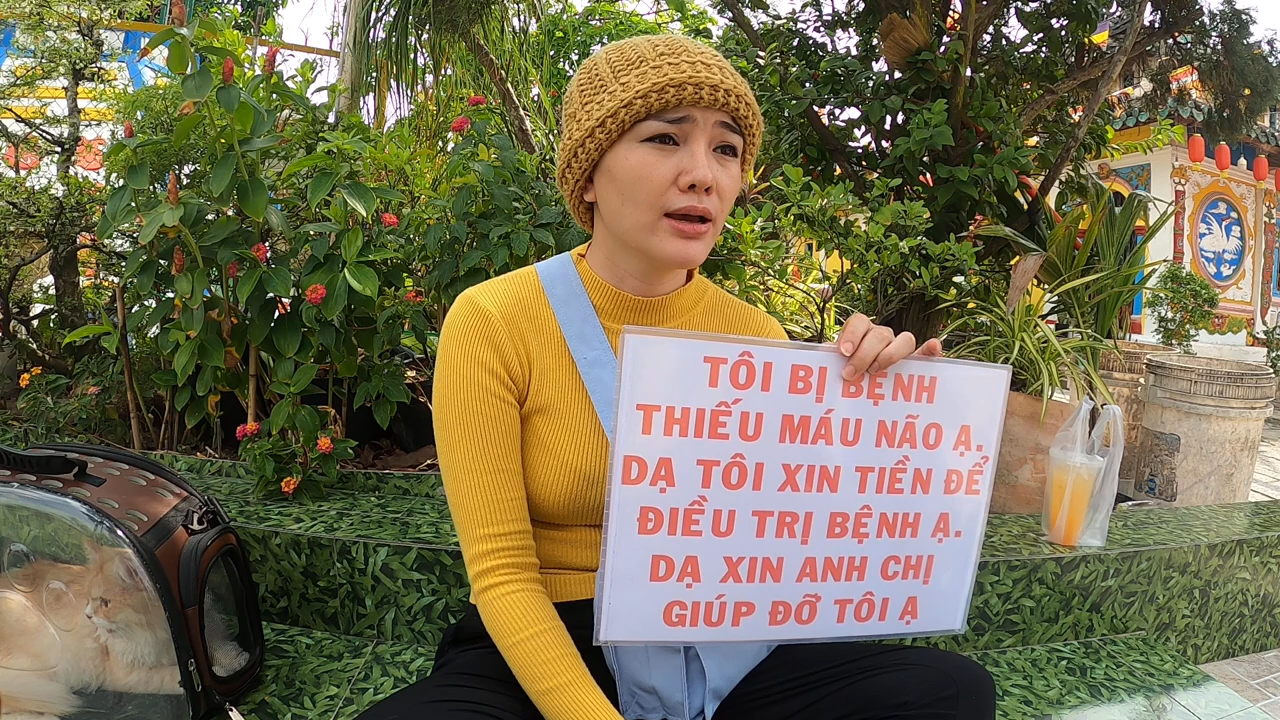 TÔI BỊ BỆNH
THIẾU MÁU NÃO Ạ.
DẠ TÔI XIN TIỀN ĐỂ
ĐIỀU TRỊ BỆNH Ạ.
DẠ XIN ANH CHỊ
GIÚP ĐỠ TÔI Ạ